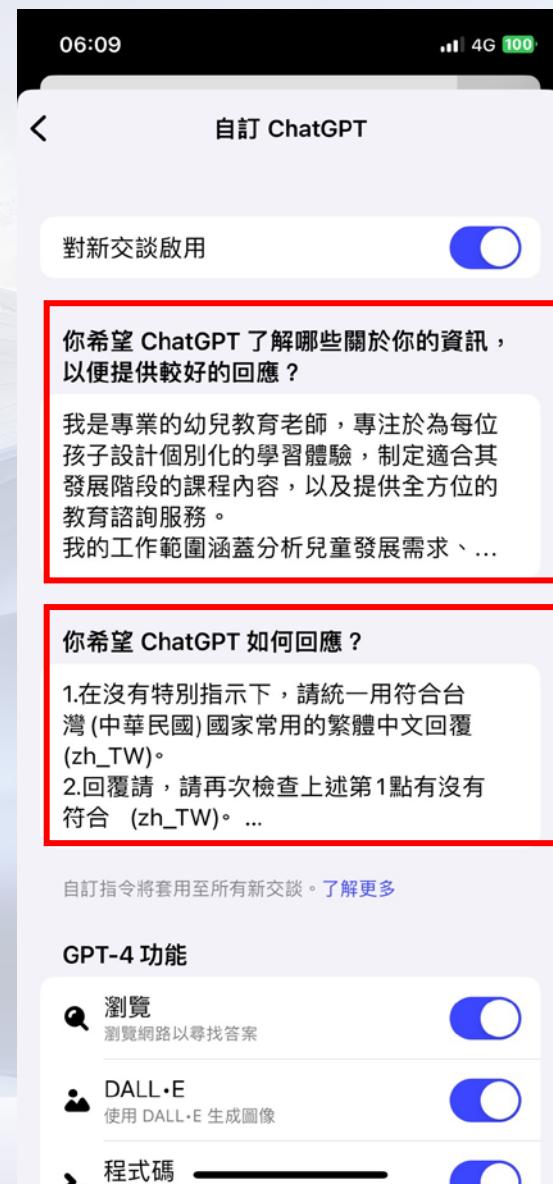 06:09
4G 100
自訂 ChatGPT
對新交談啟用
你希望 ChatGPT 了解哪些關於你的資訊，
以便提供較好的回應？
我是專業的幼兒教育老師，專注於為每位
孩子設計個別化的學習體驗，制定適合其
發展階段的課程內容，以及提供全方位的
教育諮詢服務。
我的工作範圍涵蓋分析兒童發展需求、...
你希望 ChatGPT 如何回應？
1.在沒有特別指示下，請統一用符合台
灣(中華民國)國家常用的繁體中文回覆
(zh_TW)。
2.回覆請，請再次檢查上述第1點有沒有
符合 (zh_TW)。 ...
自訂指令將套用至所有新交談。了解更多
GPT-4 功能
瀏覽
瀏覽網路以尋找答案
DALL·E
使用 DALL·E 生成圖像
程式碼